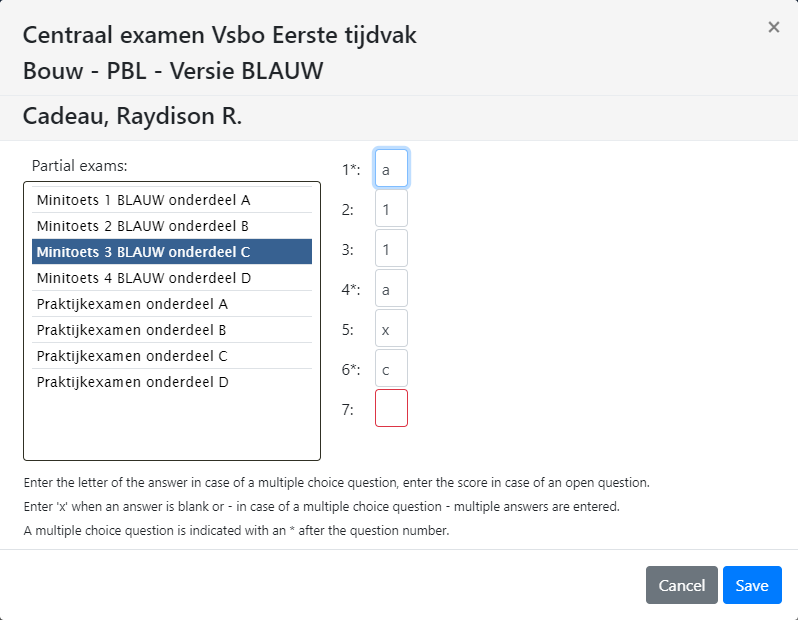 Centraal examen Vsbo Eerste tijdvak
×
Bouw - PBL - Versie BLAUW
Cadeau, Raydison R.
Partial exams:
Minitoets 1 BLAUW onderdeel A
Minitoets 2 BLAUW onderdeel B
Minitoets 3 BLAUW onderdeel C
Minitoets 4 BLAUW onderdeel D
Praktijkexamen onderdeel A
Praktijkexamen onderdeel B
Praktijkexamen onderdeel C
Praktijkexamen onderdeel D
1*: a
2: 1
3: 1
4*: a
5: x
6*: c
7:
Enter the letter of the answer in case of a multiple choice question, enter the score in case of an open question.
Enter 'x' when an answer is blank or - in case of a multiple choice question - multiple answers are entered.
A multiple choice question is indicated with an * after the question number.
Cancel Save